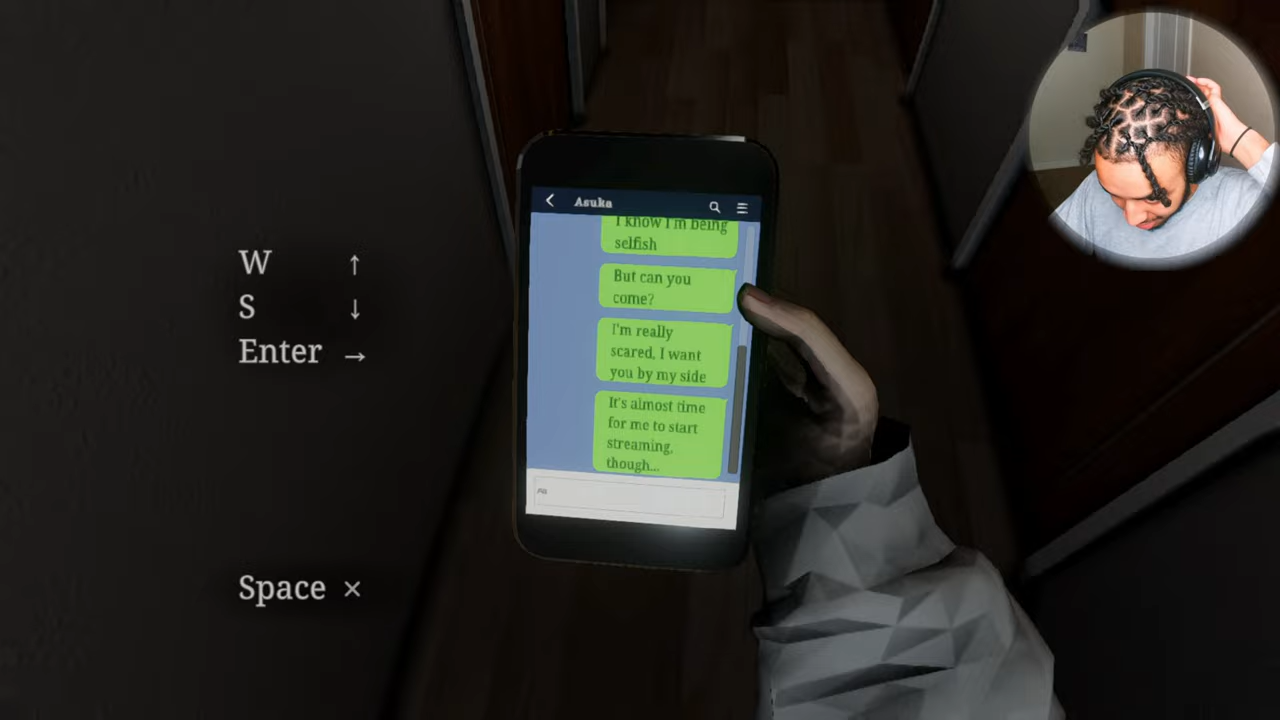 W ↑
S ↓
Enter →
Space ×
Asuka
I know I'm being
selfish
But can you
come?
I'm really
scared, I want
you by my side
It's almost time
for me to start
streaming,
though...